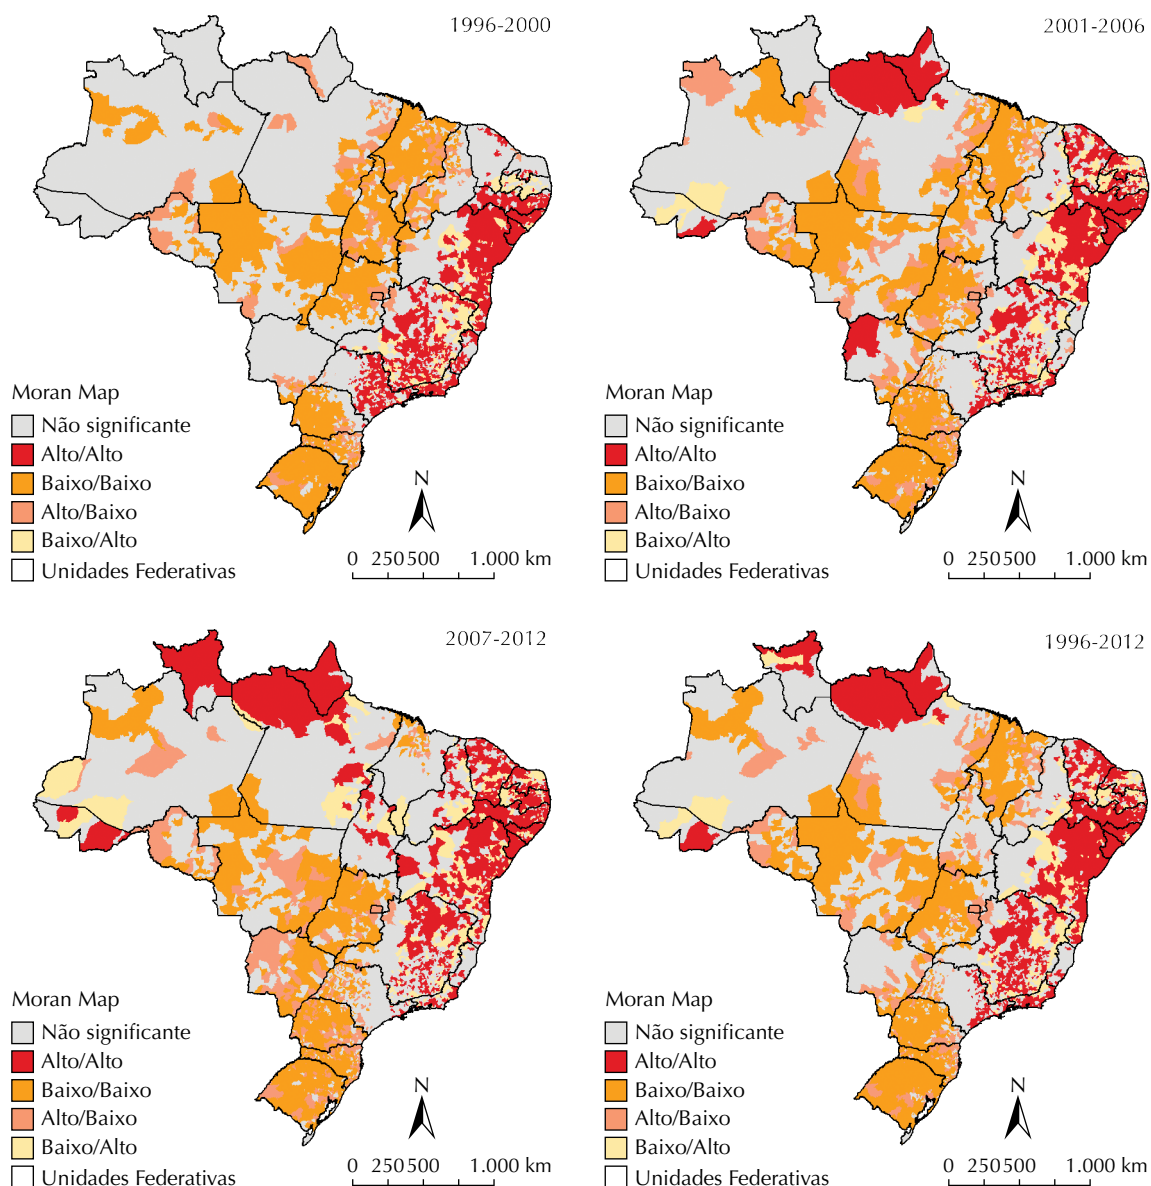 1996-2000
Moran Map
Não significante
Alto/Alto
Baixo/Baixo
Alto/Baixo
Baixo/Alto
Unidades Federativas
N
0 250 500 1.000 km
2001-2006
Moran Map
Não significante
Alto/Alto
Baixo/Baixo
Alto/Baixo
Baixo/Alto
Unidades Federativas
N
0 250 500 1.000 km
2007-2012
Moran Map
Não significante
Alto/Alto
Baixo/Baixo
Alto/Baixo
Baixo/Alto
Unidades Federativas
N
0 250 500 1.000 km
1996-2012
Moran Map
Não significante
Alto/Alto
Baixo/Baixo
Alto/Baixo
Baixo/Alto
Unidades Federativas
N
0 250 500 1.000 km